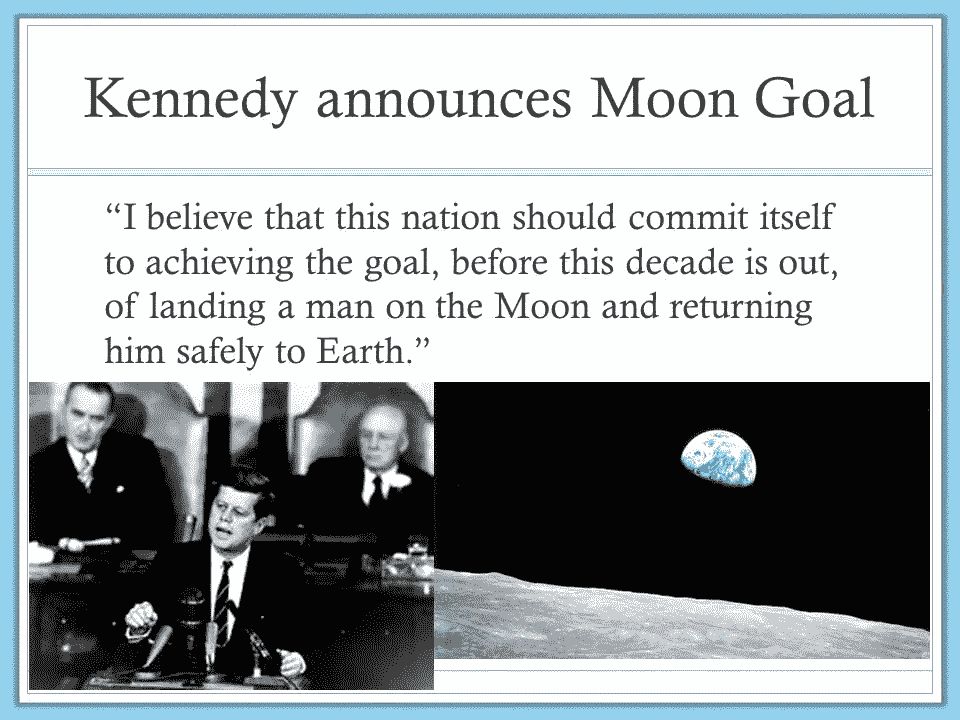 Kennedy announces Moon Goal
“I believe that this nation should commit itself
to achieving the goal, before this decade is out,
of landing a man on the Moon and returning
him safely to Earth.”